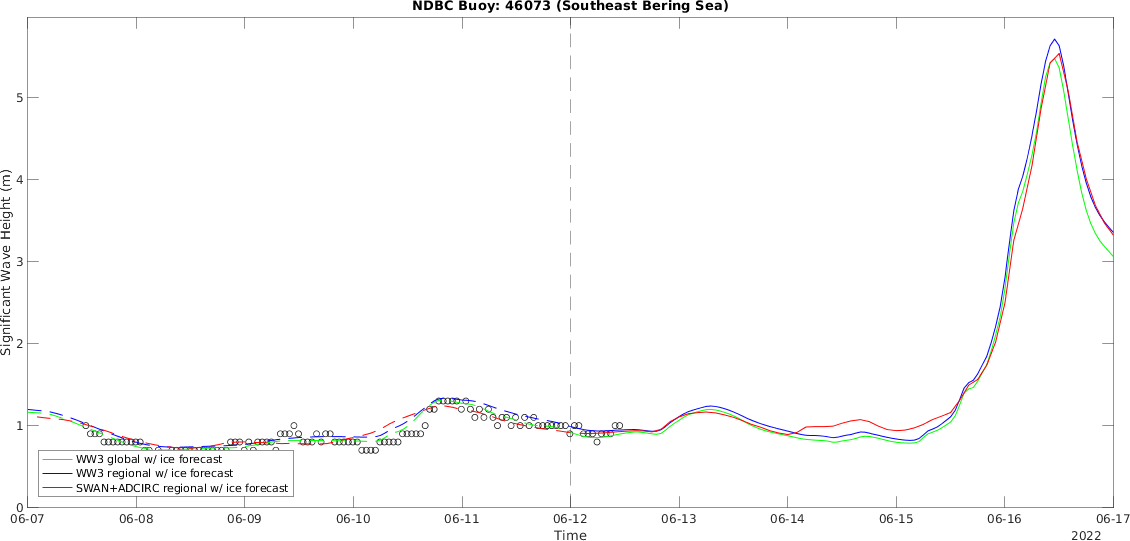 NDBC Buoy: 46073 (Southeast Bering Sea)
Significant Wave Height (m)
5
4
3
2
1
0
WW3 global w/ ice forecast
WW3 regional w/ ice forecast
SWAN+ADCIRC regional w/ ice forecast
06-07 06-08 06-09 06-10 06-11 06-12 06-13 06-14 06-15 06-16 06-17
Time
2022